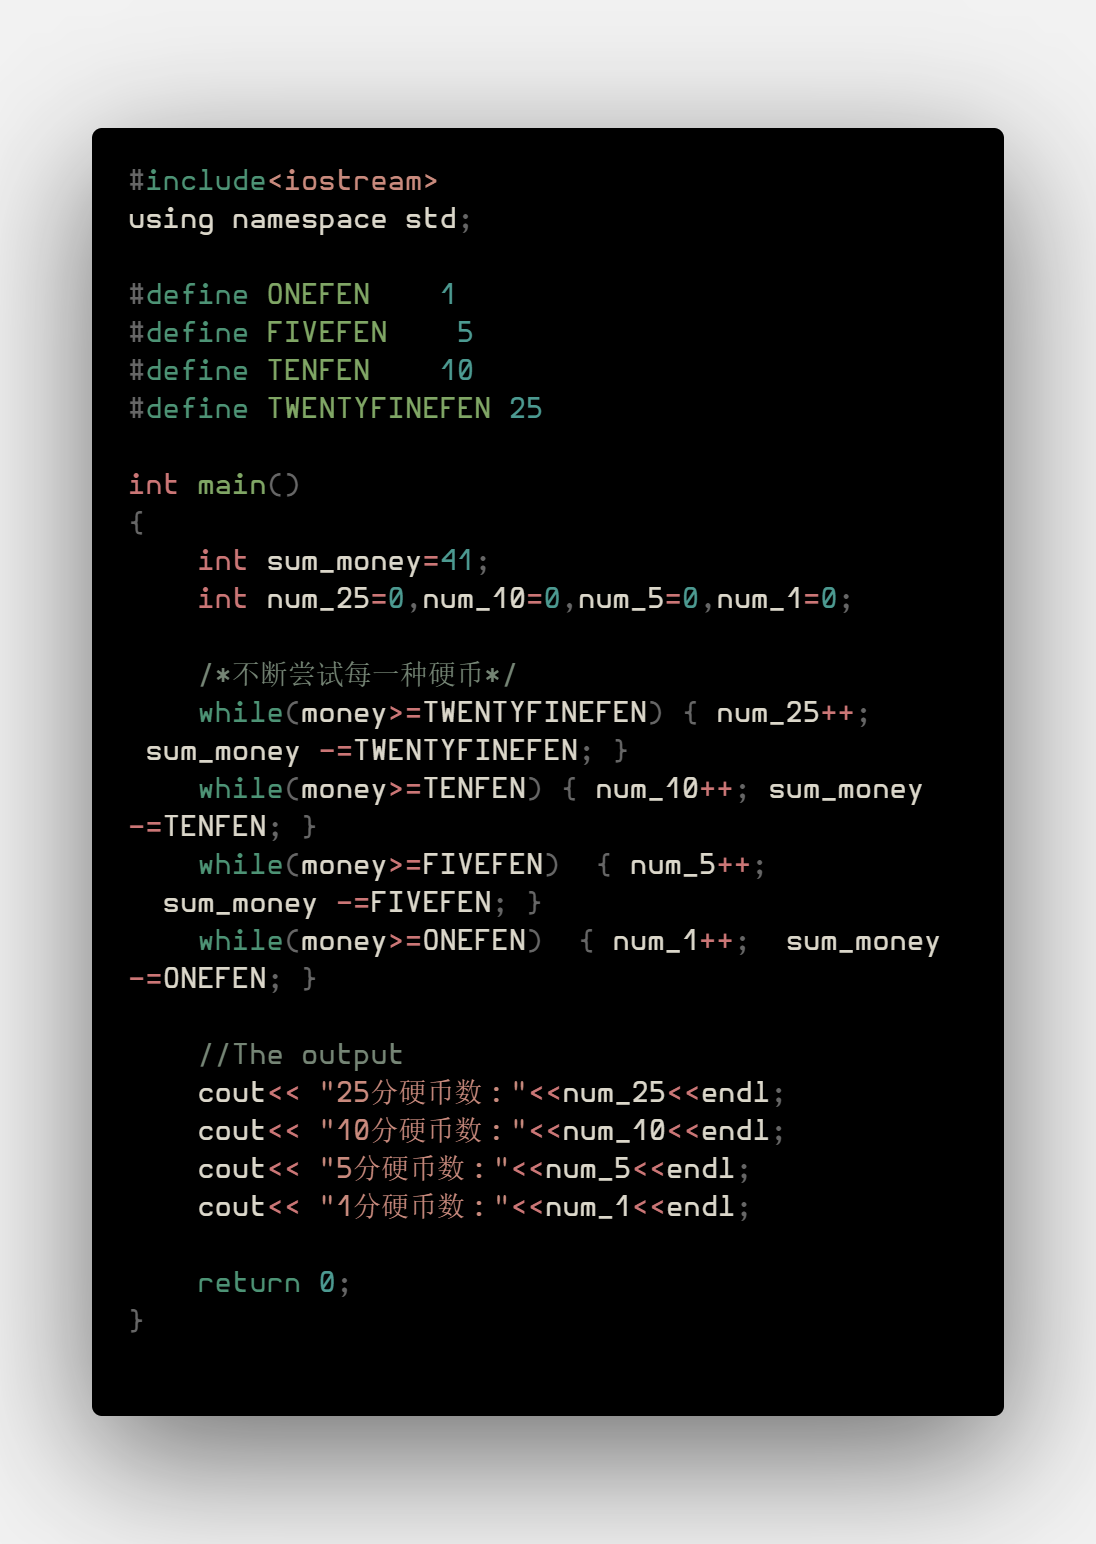 #include<iostream>
using namespace std;

#define ONEFEN    1
#define FIVEFEN    5
#define TENFEN    10
#define TWENTYFINEFEN 25

int main()
{
    int sum_money=41;
    int num_25=0,num_10=0,num_5=0,num_1=0;

    /*不断尝试每一种硬币*/
    while(money>=TWENTYFINEFEN) { num_25++;
 sum_money -=TWENTYFINEFEN; }
    while(money>=TENFEN) { num_10++; sum_money
-=TENFEN; }
    while(money>=FIVEFEN)  { num_5++;
  sum_money -=FIVEFEN; }
    while(money>=ONEFEN)  { num_1++;  sum_money
-=ONEFEN; }

    //The output
    cout<< "25分硬币数："<<num_25<<endl;
    cout<< "10分硬币数："<<num_10<<endl;
    cout<< "5分硬币数："<<num_5<<endl;
    cout<< "1分硬币数："<<num_1<<endl;

    return 0;
}